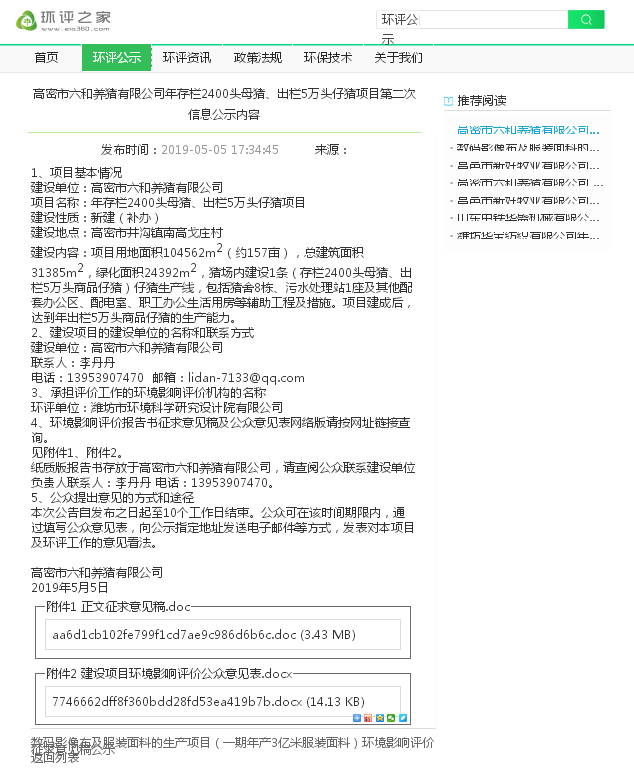 环评之家
www.eia360.com
环评公示
首页
环评公示
环评资讯
政策法规
环保技术
关于我们
高密市六和养猪有限公司年存栏2400头母猪、出栏5万头仔猪项目第二次
信息公示内容
发布时间：2019-05-05 17:34:45 来源：
1、项目基本情况
建设单位：高密市六和养猪有限公司
项目名称：年存栏2400头母猪、出栏5万头仔猪项目
建设性质：新建（补办）
建设地点：高密市井沟镇南高戈庄村
建设内容：项目用地面积104562m2（约157亩），总建筑面积
31385m2，绿化面积24392m2，猪场内建设1条（存栏2400头母猪、出
栏5万头商品仔猪）仔猪生产线，包括猪舍8栋、污水处理站1座及其他配
套办公区、配电室、职工办公生活用房等辅助工程及措施。项目建成后，
达到年出栏5万头商品仔猪的生产能力。
2、建设项目的建设单位的名称和联系方式
建设单位：高密市六和养猪有限公司
联系人：李丹丹
电话：13953907470 邮箱：lidan-7133@qq.com
3、承担评价工作的环境影响评价机构的名称
环评单位：潍坊市环境科学研究设计院有限公司
4、环境影响评价报告书征求意见稿及公众意见表网络版请按网址链接查
询。
见附件1、附件2。
纸质版报告书存放于高密市六和养猪有限公司，请查阅公众联系建设单位
负责人联系人：李丹丹 电话：13953907470。
5、公众提出意见的方式和途径
本次公告自发布之日起至10个工作日结束。公众可在该时间期限内，通
过填写公众意见表，向公示指定地址发送电子邮件等方式，发表对本项目
及环评工作的意见看法。
高密市六和养猪有限公司
2019年5月5日
附件1 正文征求意见稿.doc
aa6d1cb102fe799f1cd7ae9c986d6b6c.doc (3.43 MB)
附件2 建设项目环境影响评价公众意见表.docx
7746662dff8f360bdd28fd53ea419b7b.docx (14.13 KB)
数码影像布及服装面料的生产项目（一期年产3亿米服装面料）环境影响评价
征求意见稿公示
返回列表
推荐阅读
高密市六和养猪有限公司...
数码影像布及服装面料的...
昌邑市新好牧业有限公司...
高密市六和养猪有限公司...
昌邑市新好牧业有限公司...
山东中铁华盛机械有限公...
潍坊华宝纺织有限公司年...